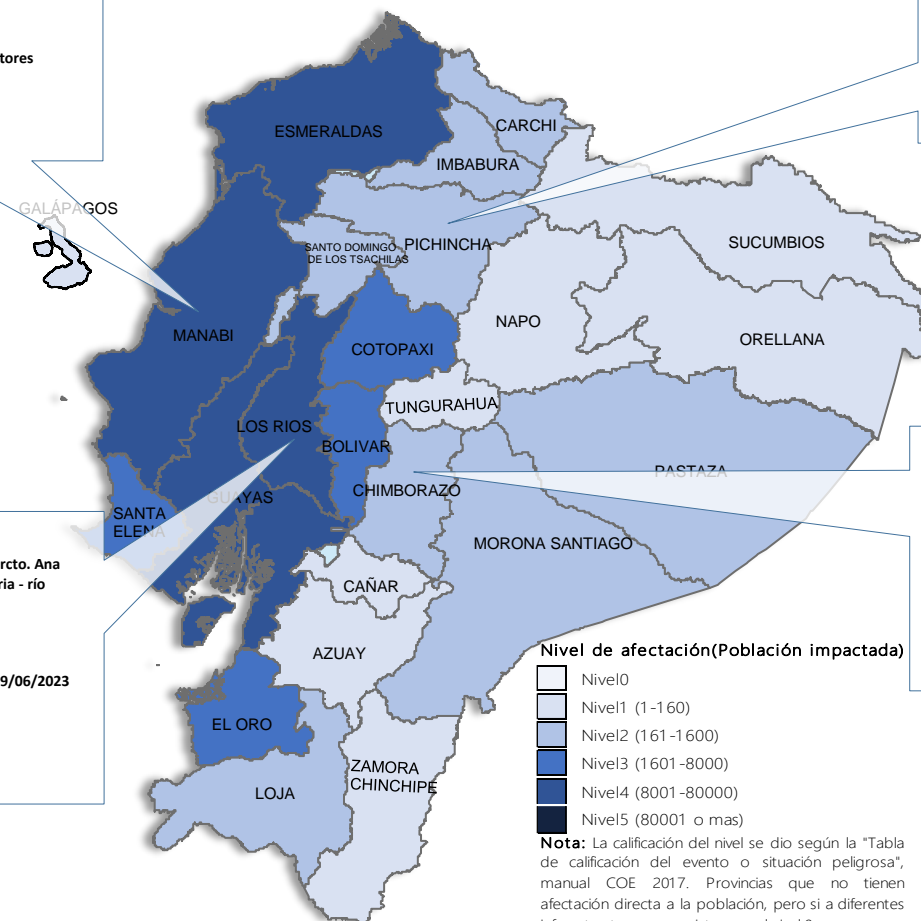 tores
ESMERALDAS
CARCHI
IMBABURA
GALÁPAGOS
SUCUMBIOS
SANTO DOMINGO
DE LOS TSACHILAS
PICHINCHA
NAPO
MANABI
ORELLANA
COTOPAXI
TUNGURAHUA
LOS RIOS
BOLIVAR
PASTAZA
CHIMBORAZO
GUAYAS
SANTA
ELENA
MORONA SANTIAGO
rcto. Ana
ria - río
CAÑAR
AZUAY
9/06/2023
EL ORO
ZAMORA
CHINCHIPE
LOJA
Nivel de afectación(Población impactada)
Nivel0
Nivel1 (1-160)
Nivel2 (161-1600)
Nivel3 (1601-8000)
Nivel4 (8001-80000)
Nivel5 (80001 o mas)
Nota: La calificación del nivel se dio según la "Tabla
de calificación del evento o situación peligrosa",
manual COE 2017. Provincias que no tienen
afectación directa a la población, pero si a diferentes